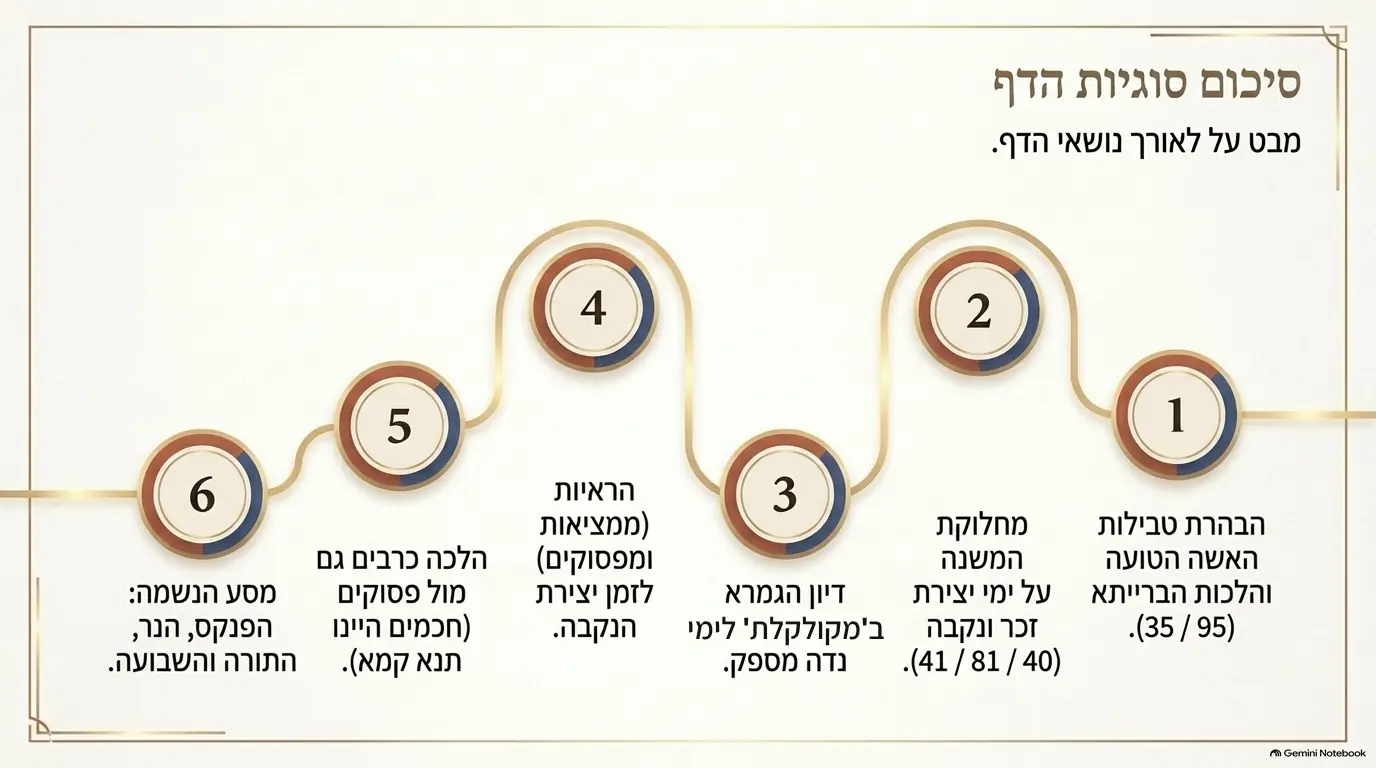 סיכום סוגיות הדף
מבט על לאורך נושאי הדף.
1
הבהרת טבילות
האשה הטועה
והלכות הברייתא
(95 / 35).
2
מחלוקת
המשנה
על ימי יצירת
זכר ונקבה
(40 / 81 / 41).
3
דיון הגמרא
ב'מקולקלת' לימי
נדה מספק.
4
הראיות
(ממציאות
ומפסוקים)
לזמן יצירת
הנקבה.
5
הלכה כרבים גם
מול פסוקים
(חכמים היינו
תנא קמא).
6
מסע הנשמה:
הפנקס, הנר,
התורה והשבועה.
Gemini Notebook